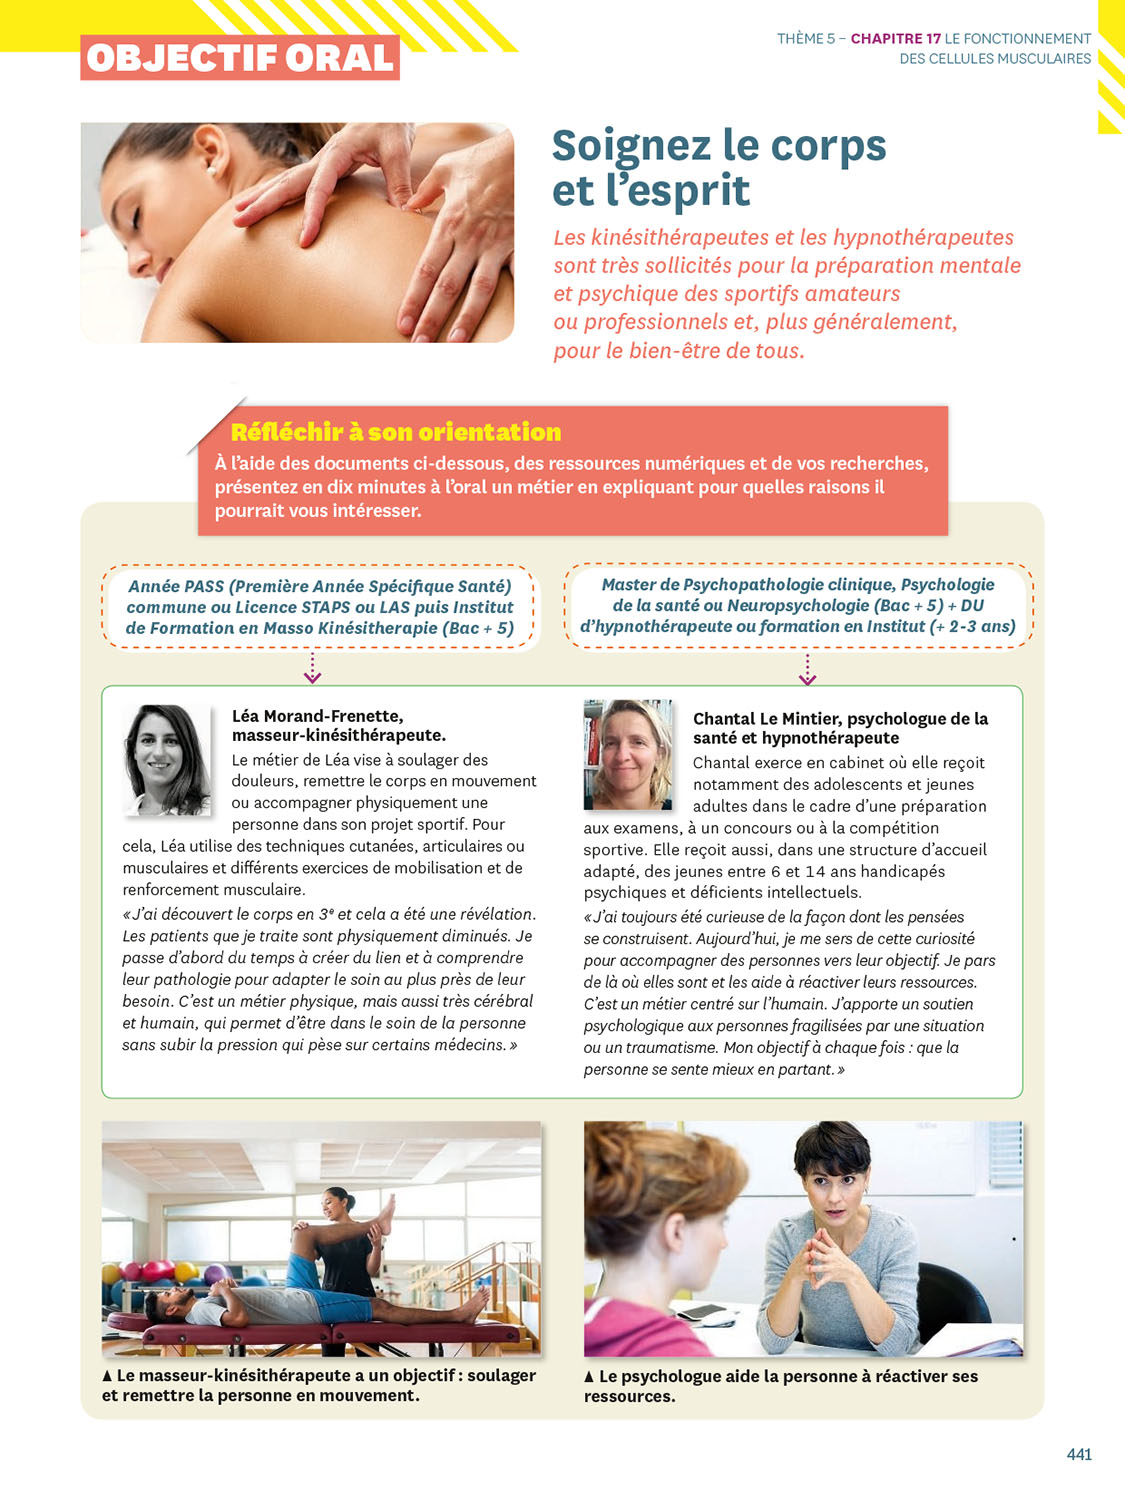 OBJECTIF ORAL
THÈME 5 – CHAPITRE 17 LE FONCTIONNEMENT
DES CELLULES MUSCULAIRES
Soignez le corps
et l’esprit
Les kinésithérapeutes et les hypnothérapeutes
sont très sollicités pour la préparation mentale
et psychique des sportifs amateurs
ou professionnels et, plus généralement,
pour le bien-être de tous.
Réfléchir à son orientation
À l’aide des documents ci-dessous, des ressources numériques et de vos recherches,
présentez en dix minutes à l’oral un métier en expliquant pour quelles raisons il
pourrait vous intéresser.
Année PASS (Première Année Spécifique Santé)
commune ou Licence STAPS ou LAS puis Institut
de Formation en Masso Kinésitherapie (Bac + 5)
Master de Psychopathologie clinique, Psychologie
de la santé ou Neuropsychologie (Bac + 5) + DU
d’hypnothérapeute ou formation en Institut (+ 2-3 ans)
Léa Morand-Frenette,
masseur-kinésithérapeute.
Le métier de Léa vise à soulager des
douleurs, remettre le corps en mouvement
ou accompagner physiquement une
personne dans son projet sportif. Pour
cela, Léa utilise des techniques cutanées, articulaires ou
musculaires et différents exercices de mobilisation et de
renforcement musculaire.
« J’ai découvert le corps en 3e et cela a été une révélation.
Les patients que je traite sont physiquement diminués. Je
passe d’abord du temps à créer du lien et à comprendre
leur pathologie pour adapter le soin au plus près de leur
besoin. C’est un métier physique, mais aussi très cérébral
et humain, qui permet d’être dans le soin de la personne
sans subir la pression qui pèse sur certains médecins. »
Chantal Le Mintier, psychologue de la
santé et hypnothérapeute
Chantal exerce en cabinet où elle reçoit
notamment des adolescents et jeunes
adultes dans le cadre d’une préparation
aux examens, à un concours ou à la compétition
sportive. Elle reçoit aussi, dans une structure d’accueil
adapté, des jeunes entre 6 et 14 ans handicapés
psychiques et déficients intellectuels.
« J’ai toujours été curieuse de la façon dont les pensées
se construisent. Aujourd’hui, je me sers de cette curiosité
pour accompagner des personnes vers leur objectif. Je pars
de là où elles sont et les aide à réactiver leurs ressources.
C’est un métier centré sur l’humain. J’apporte un soutien
psychologique aux personnes fragilisées par une situation
ou un traumatisme. Mon objectif à chaque fois : que la
personne se sente mieux en partant. »
▲ Le masseur-kinésithérapeute a un objectif : soulager
et remettre la personne en mouvement.
▲ Le psychologue aide la personne à réactiver ses
ressources.
441